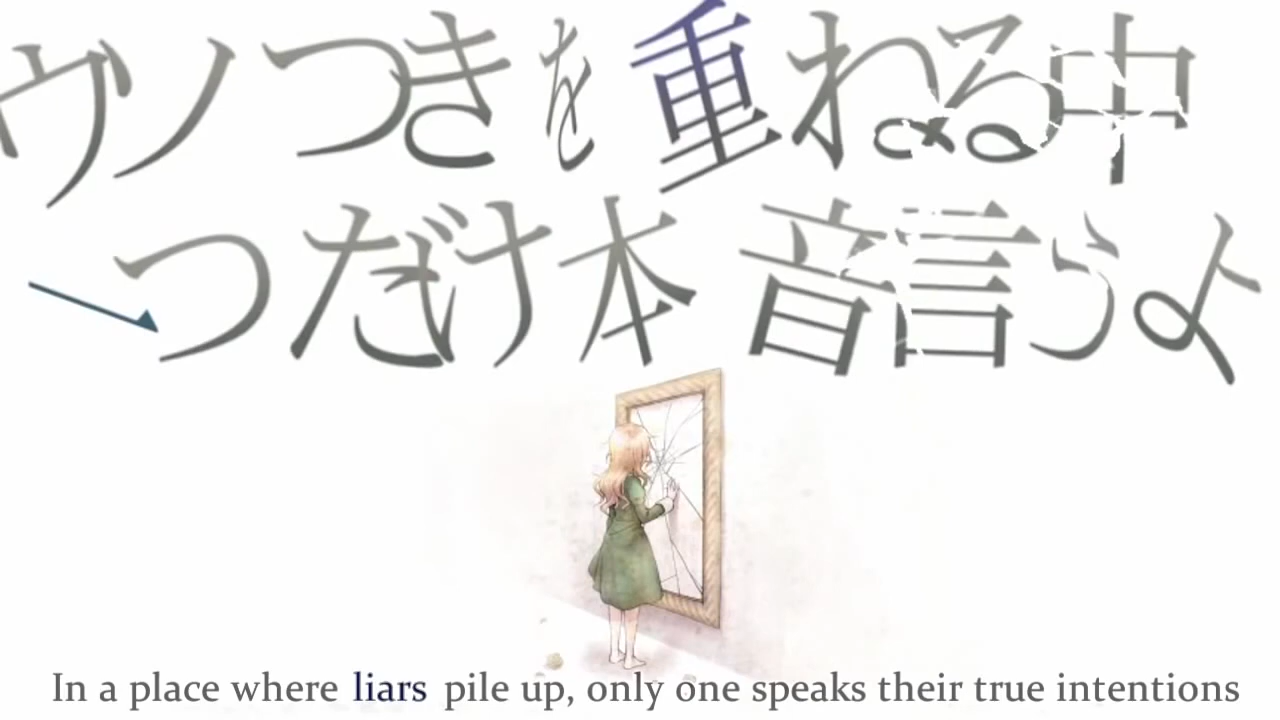 ウソつきを重ねる中
つだけ本音言うよ
In a place where liars pile up, only one speaks their true intentions